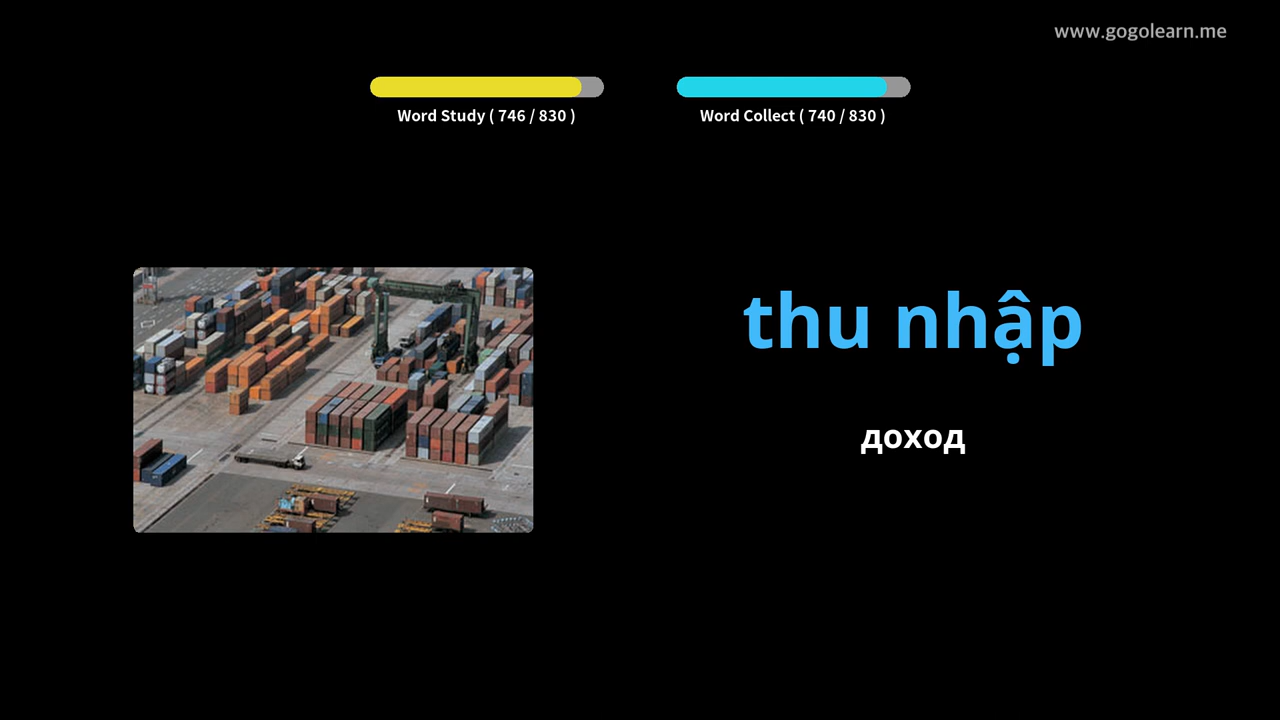 www.gogolearn.me
Word Study ( 746 / 830 )
Word Collect ( 740 / 830 )
thu nhập
доход